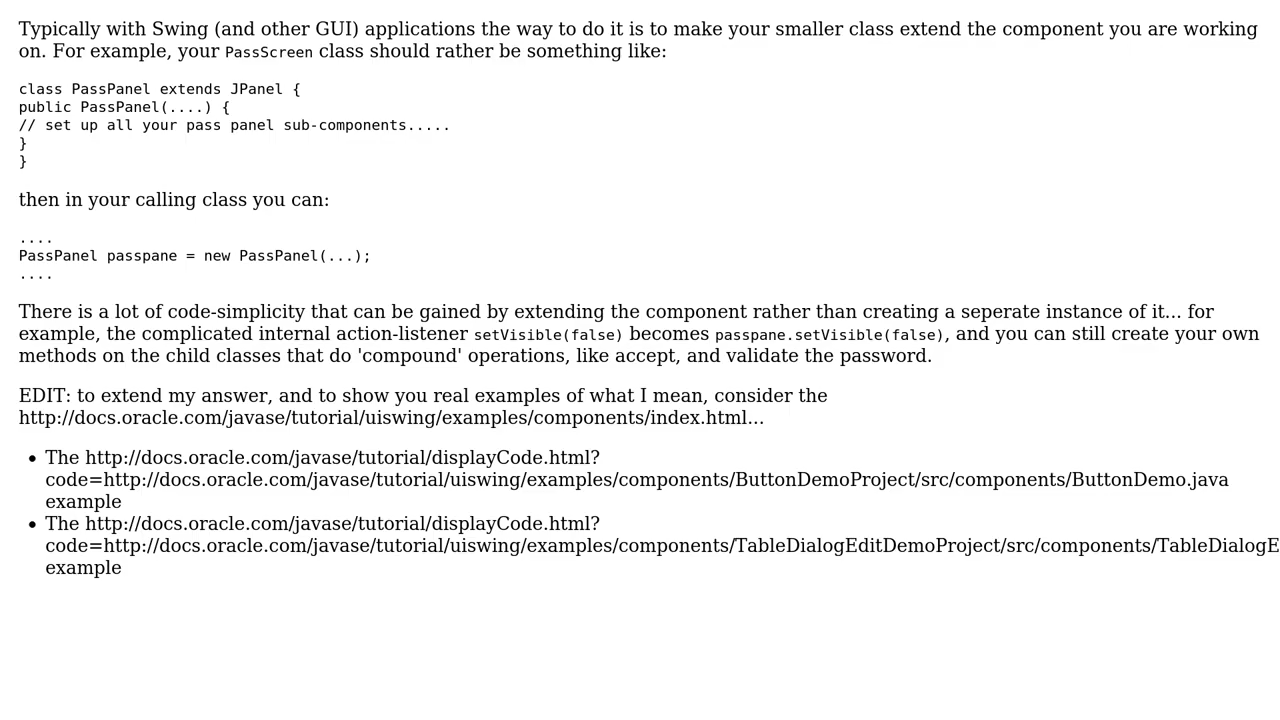 Typically with Swing (and other GUI) applications the way to do it is to make your smaller class extend the component you are working
on. For example, your PassScreen class should rather be something like:
class PassPanel extends JPanel {
public PassPanel(....) {
// set up all your pass panel sub-components.....
}
}
then in your calling class you can:
....
PassPanel passpane = new PassPanel(...);
....
There is a lot of code-simplicity that can be gained by extending the component rather than creating a seperate instance of it... for
example, the complicated internal action-listener setVisible(false) becomes passpane.setVisible(false), and you can still create your own
methods on the child classes that do 'compound' operations, like accept, and validate the password.
EDIT: to extend my answer, and to show you real examples of what I mean, consider the
http://docs.oracle.com/javase/tutorial/uiswing/examples/components/index.html...
• The http://docs.oracle.com/javase/tutorial/displayCode.html?
code=http://docs.oracle.com/javase/tutorial/uiswing/examples/components/ButtonDemoProject/src/components/ButtonDemo.java
example
• The http://docs.oracle.com/javase/tutorial/displayCode.html?
code=http://docs.oracle.com/javase/tutorial/uiswing/examples/components/TableDialogEditDemoProject/src/components/TableDialogE
example